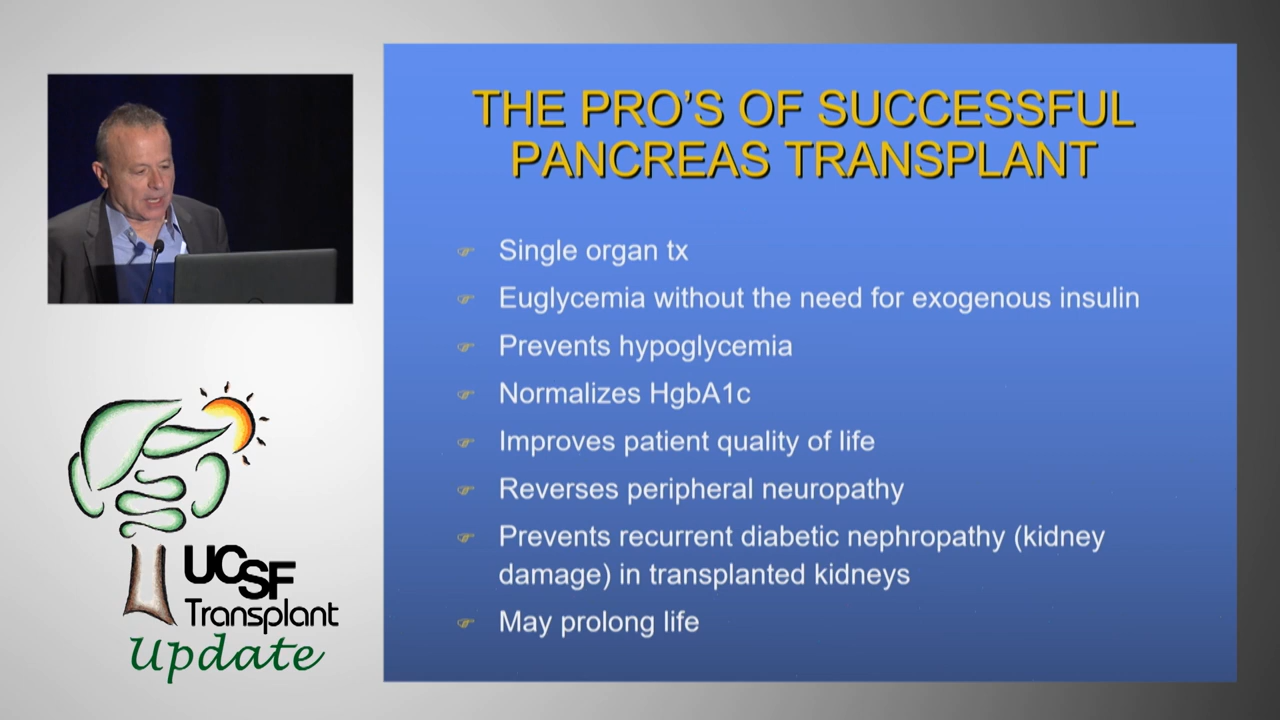 THE PRO'S OF SUCCESSFUL
PANCREAS TRANSPLANT
Single organ tx
Euglycemia without the need for exogenous insulin
Prevents hypoglycemia
Normalizes HgbA1c
Improves patient quality of life
Reverses peripheral neuropathy
Prevents recurrent diabetic nephropathy (kidney
damage) in transplanted kidneys
May prolong life
UCSF
Transplant
Update